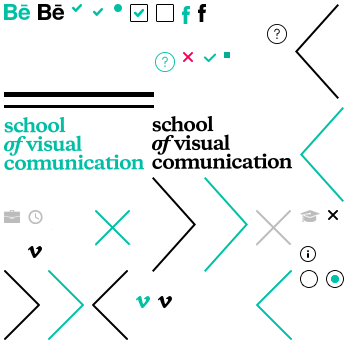 Bē Bē f f
?
?
school
of visual
comunication
school
of visual
comunication
i
v
v v